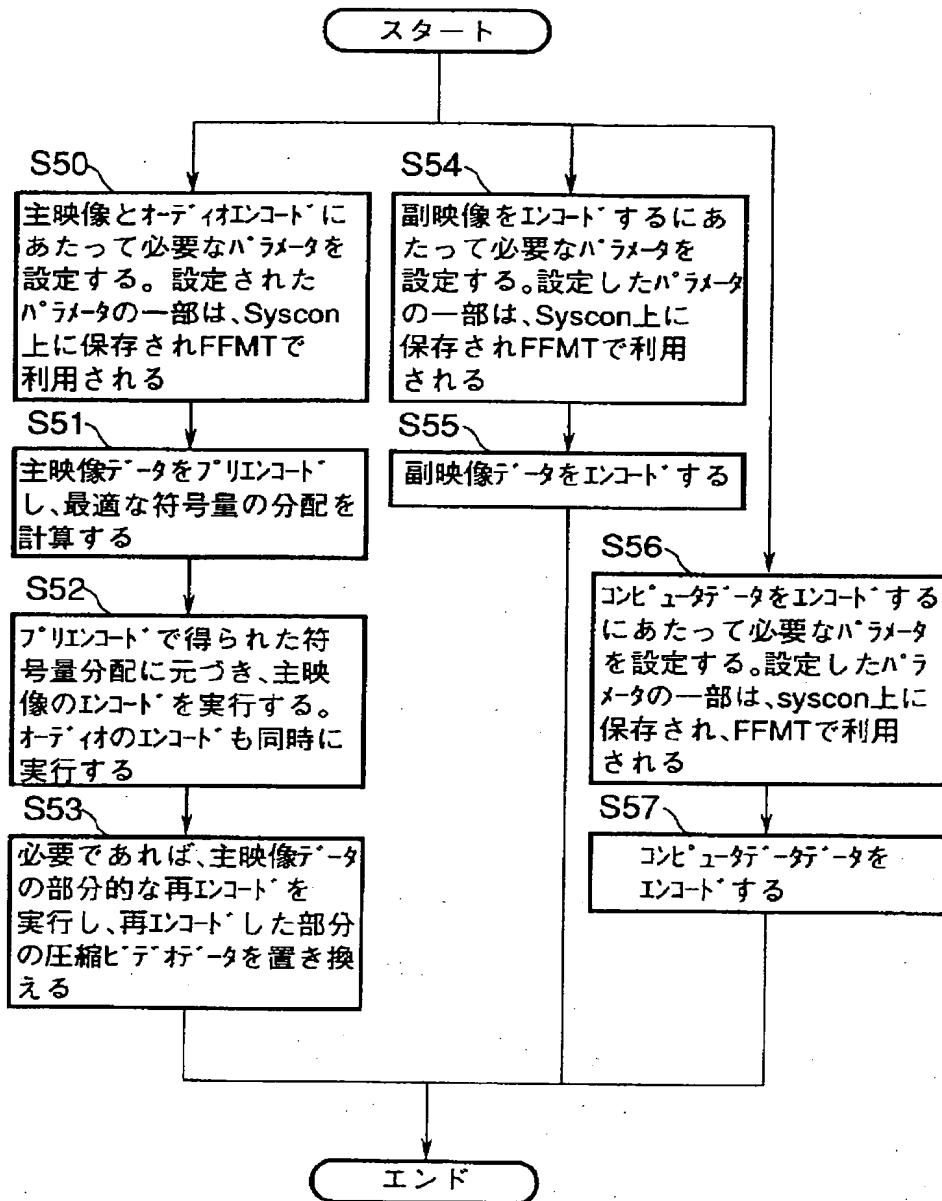 スタート
S50
主映像とオーディオエンコードに
あたって必要なパラメータを
設定する。設定された
パラメータの一部は、Syscon
上に保存されFFMTで
利用される
S51
主映像データをプリエンコード
し、最適な符号量の分配を
計算する
S52
プリエンコードで得られた符
号量分配に元づき、主映
像のエンコードを実行する。
オーディオのエンコードも同時に
実行する
S53
必要であれば、主映像データ
の部分的な再エンコードを
実行し、再エンコードした部分
の圧縮ビデオデータを置き換
える
S54
副映像をエンコードするにあ
たって必要なパラメータを
設定する。設定したパラメータ
の一部は、Syscon上に
保存されFFMTで利用
される
S55
副映像データをエンコードする
S56
コンピュータデータをエンコードする
にあたって必要なパラメータ
を設定する。設定したパラ
メータの一部は、syscon上に
保存され、FFMTで利用
される
S57
コンピュータデータデータを
エンコードする
エンド